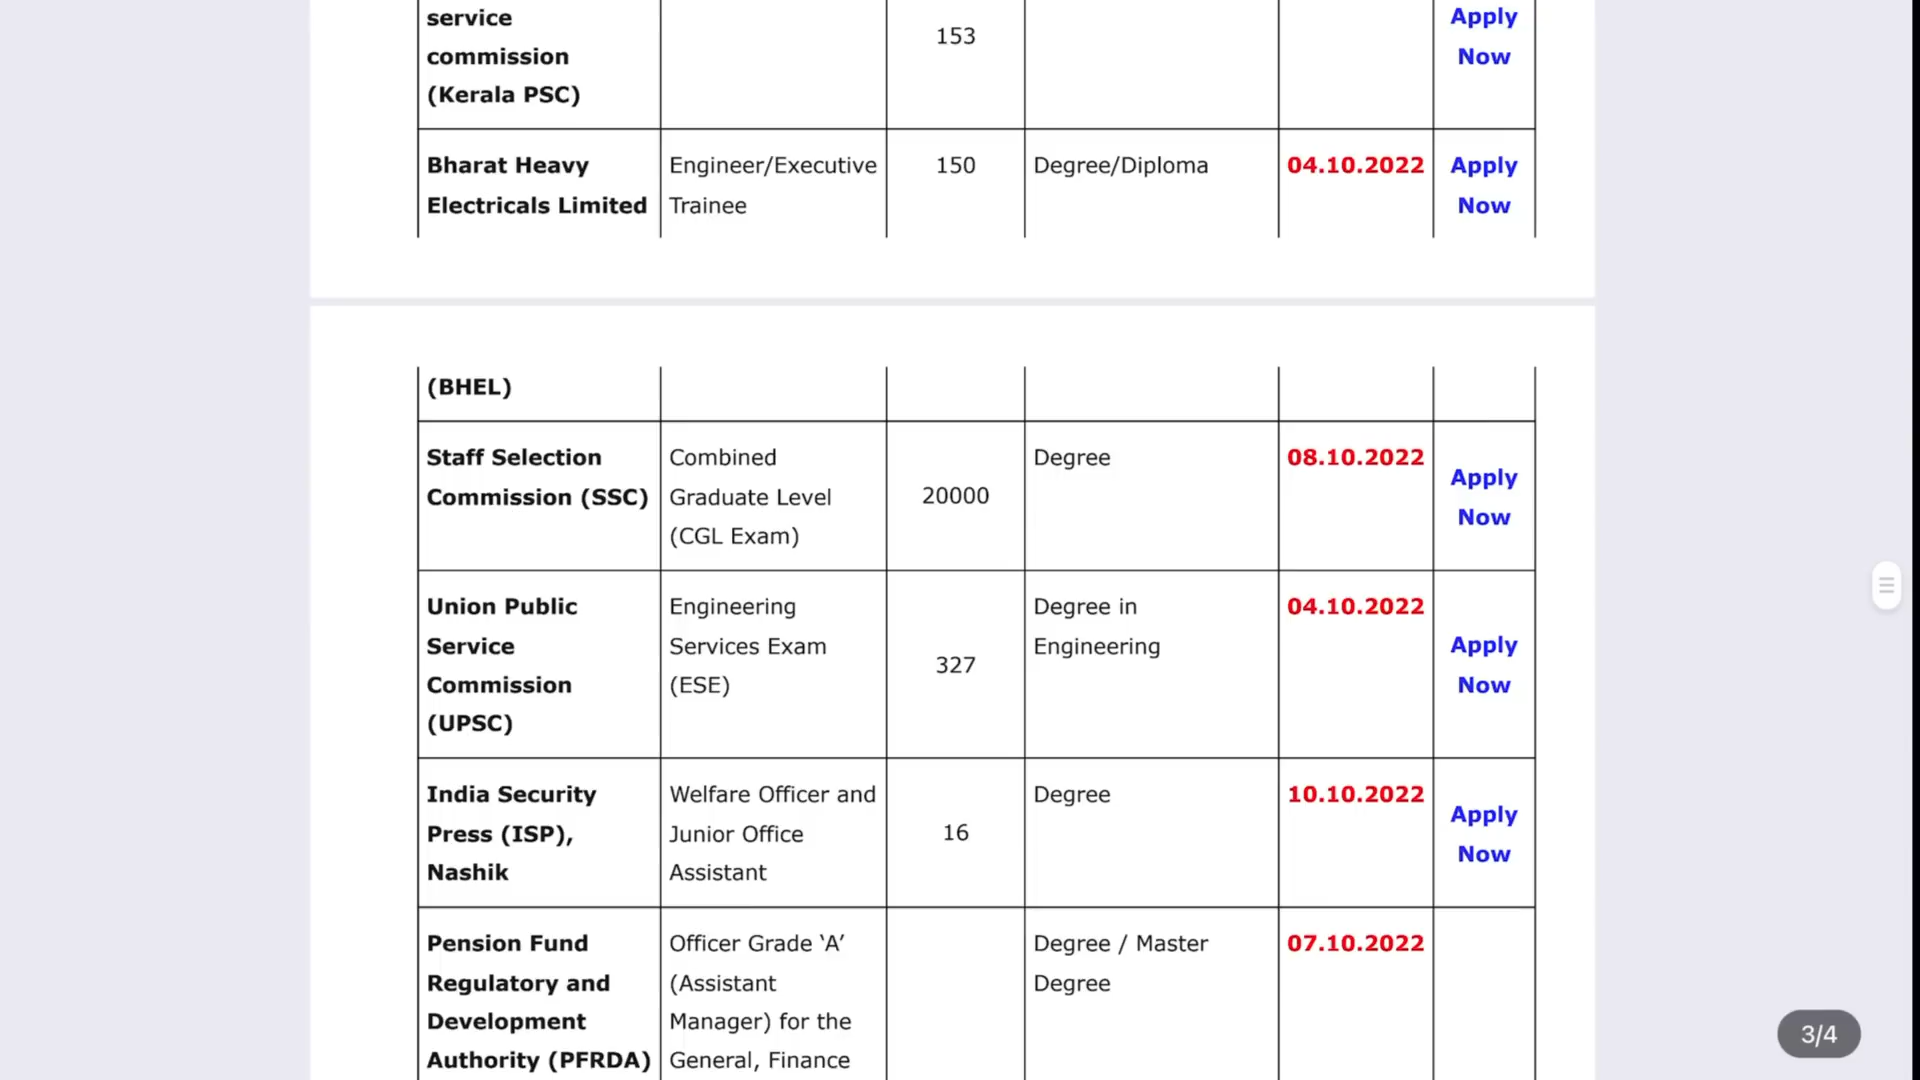 service
commission
(Kerala PSC)
153
Apply
Now
Bharat Heavy
Electricals Limited
Engineer/Executive
Trainee
150
Degree/Diploma
04.10.2022
Apply
Now
(BHEL)
Staff Selection
Commission (SSC)
Combined
Graduate Level
(CGL Exam)
20000
Degree
08.10.2022
Apply
Now
Union Public
Service
Commission
(UPSC)
Engineering
Services Exam
(ESE)
327
Degree in
Engineering
04.10.2022
Apply
Now
India Security
Press (ISP),
Nashik
Welfare Officer and
Junior Office
Assistant
16
Degree
10.10.2022
Apply
Now
Pension Fund
Regulatory and
Development
Authority (PFRDA)
Officer Grade ‘A’
(Assistant
Manager) for the
General, Finance
Degree / Master
Degree
07.10.2022
3/4